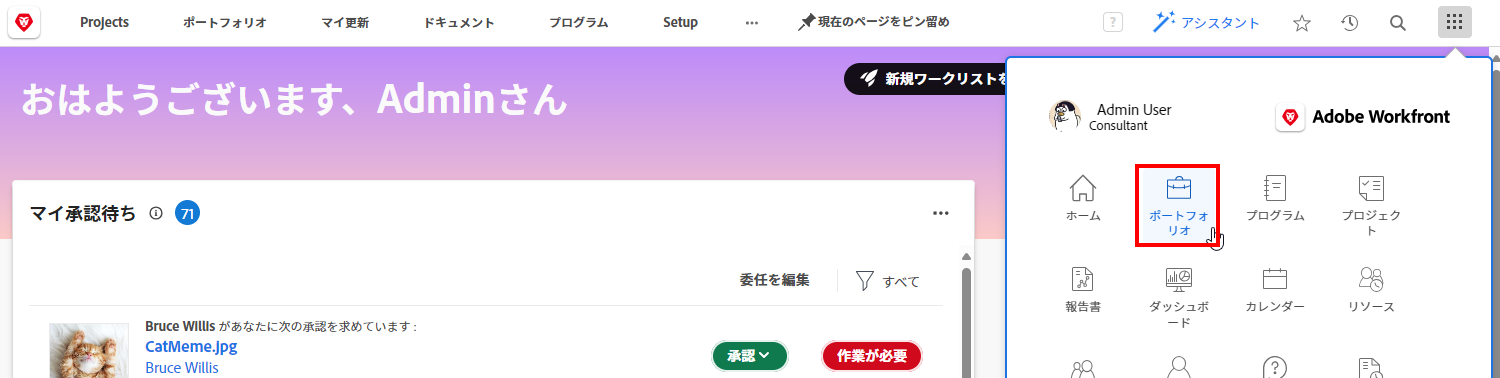 Projects ポートフォリオ マイ更新 ドキュメント プログラム Setup ··· 現在のページをピン留め ? アシスタント
おはようございます、Adminさん
新規ワークリストを
Admin User
Consultant
Adobe Workfront
ホーム
ポートフォ
リオ
プログラム
プロジェク
ト
報告書
ダッシュボ
ード
カレンダー
リソース
マイ承認待ち 71
委任を編集 すべて
Bruce Willis があなたに次の承認を求めています :
CatMeme.jpg
Bruce Willis
承認
作業が必要